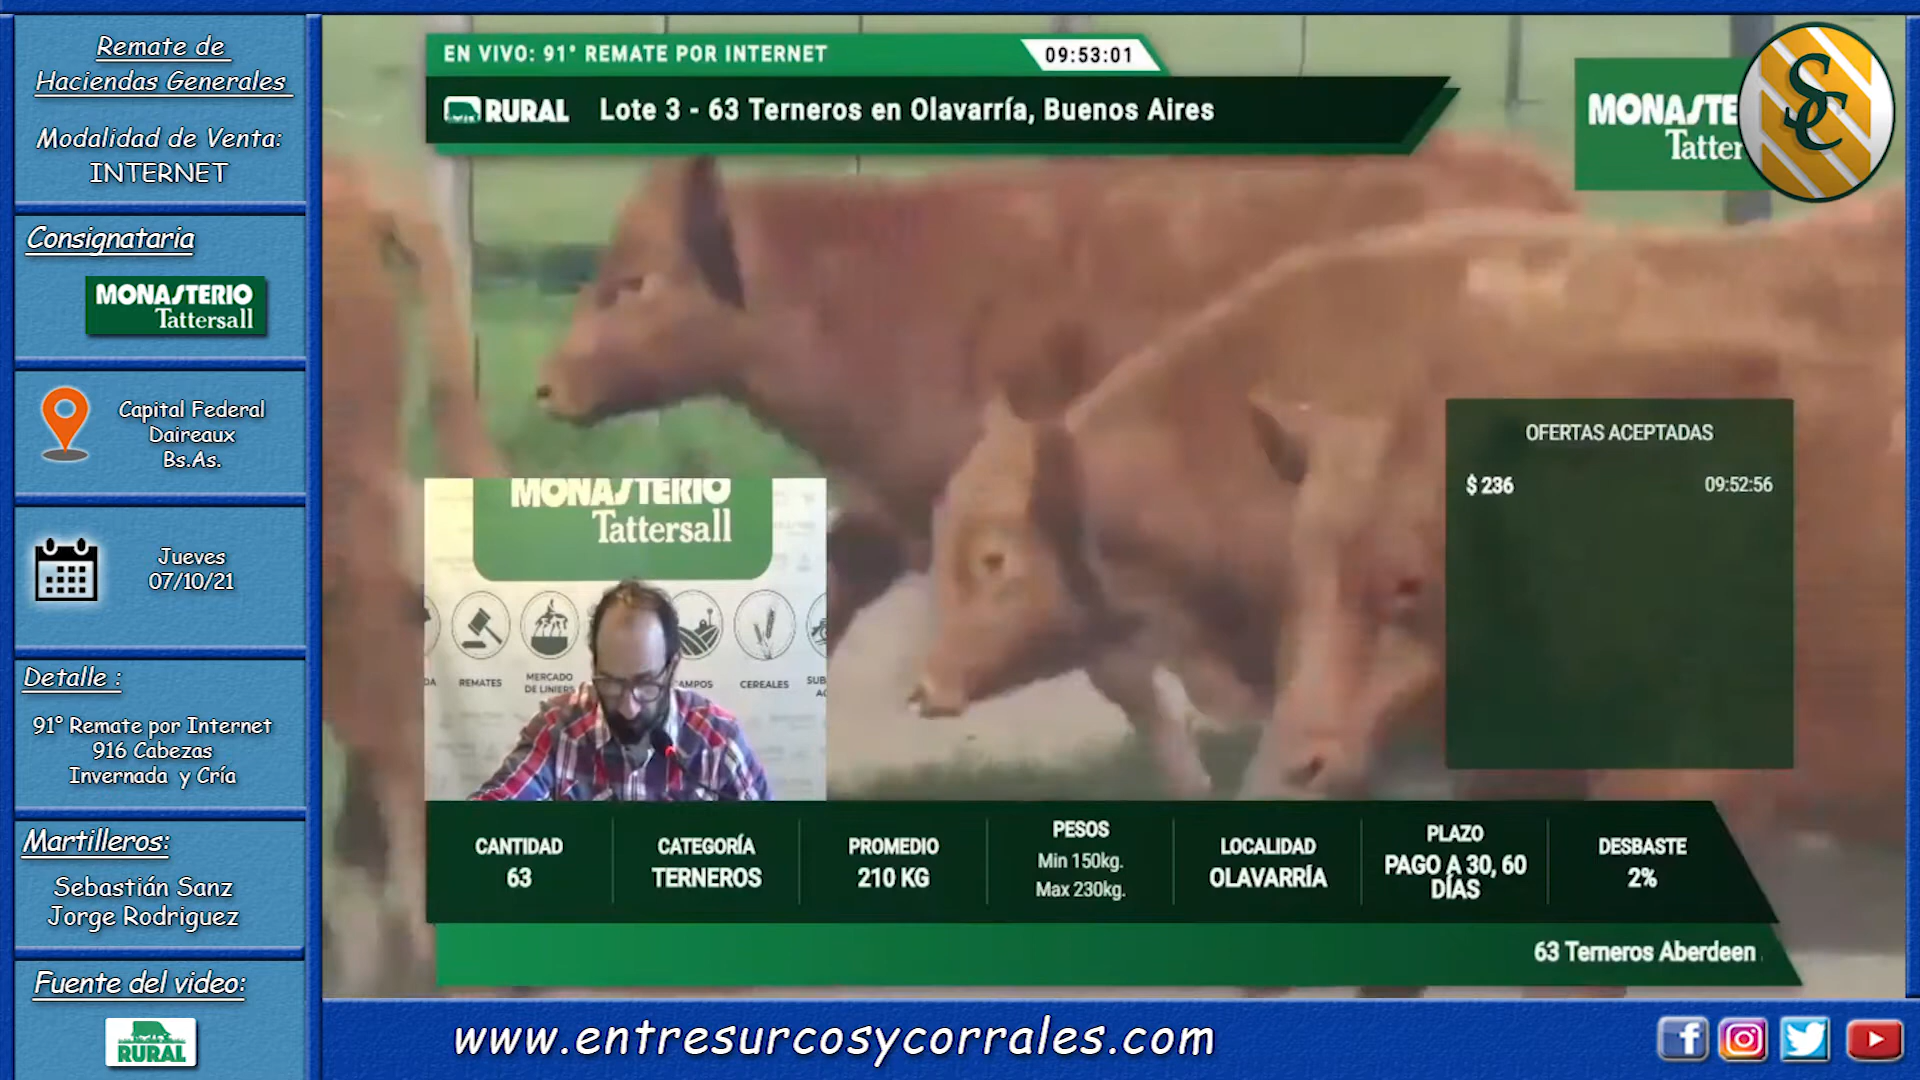 Remate de
Haciendas Generales
Modalidad de Venta:
INTERNET
Consignataria
MONASTERIO
Tattersall
Capital Federal
Daireaux
Bs.As.
Jueves
07/10/21
Detalle :
91° Remate por Internet
916 Cabezas
Invernada y Cría
Martilleros:
Sebastián Sanz
Jorge Rodriguez
Fuente del video:
RURAL
EN VIVO: 91° REMATE POR INTERNET
09:53:01
RURAL
Lote 3 - 63 Terneros en Olavarría, Buenos Aires
MONASTE
Tatter
SC
OFERTAS ACEPTADAS
$ 236 09:52:56
MONASTERIO
Tattersall
DA
REMATES
MERCADO
DE LINIERS
CAMPOS
CEREALES
SUB
AG
CANTIDAD
63
CATEGORÍA
TERNEROS
PROMEDIO
210 KG
PESOS
Min 150kg.
Max 230kg.
LOCALIDAD
OLAVARRÍA
PLAZO
PAGO A 30, 60
DÍAS
DESBASTE
2%
63 Terneros Aberdeen
www.entresurcosycorrales.com